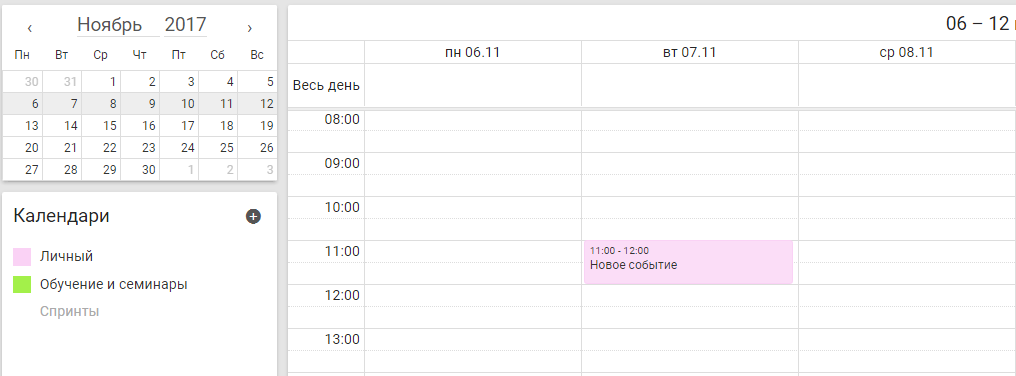 ‹ Ноябрь 2017 ›
Пн Вт Ср Чт Пт Сб Вс
30 31 1 2 3 4 5
6 7 8 9 10 11 12
13 14 15 16 17 18 19
20 21 22 23 24 25 26
27 28 29 30 1 2 3
Календари
Личный
Обучение и семинары
Спринты
06 – 12
пн 06.11 вт 07.11 ср 08.11
Весь день
08:00
09:00
10:00
11:00
11:00 - 12:00
Новое событие
12:00
13:00